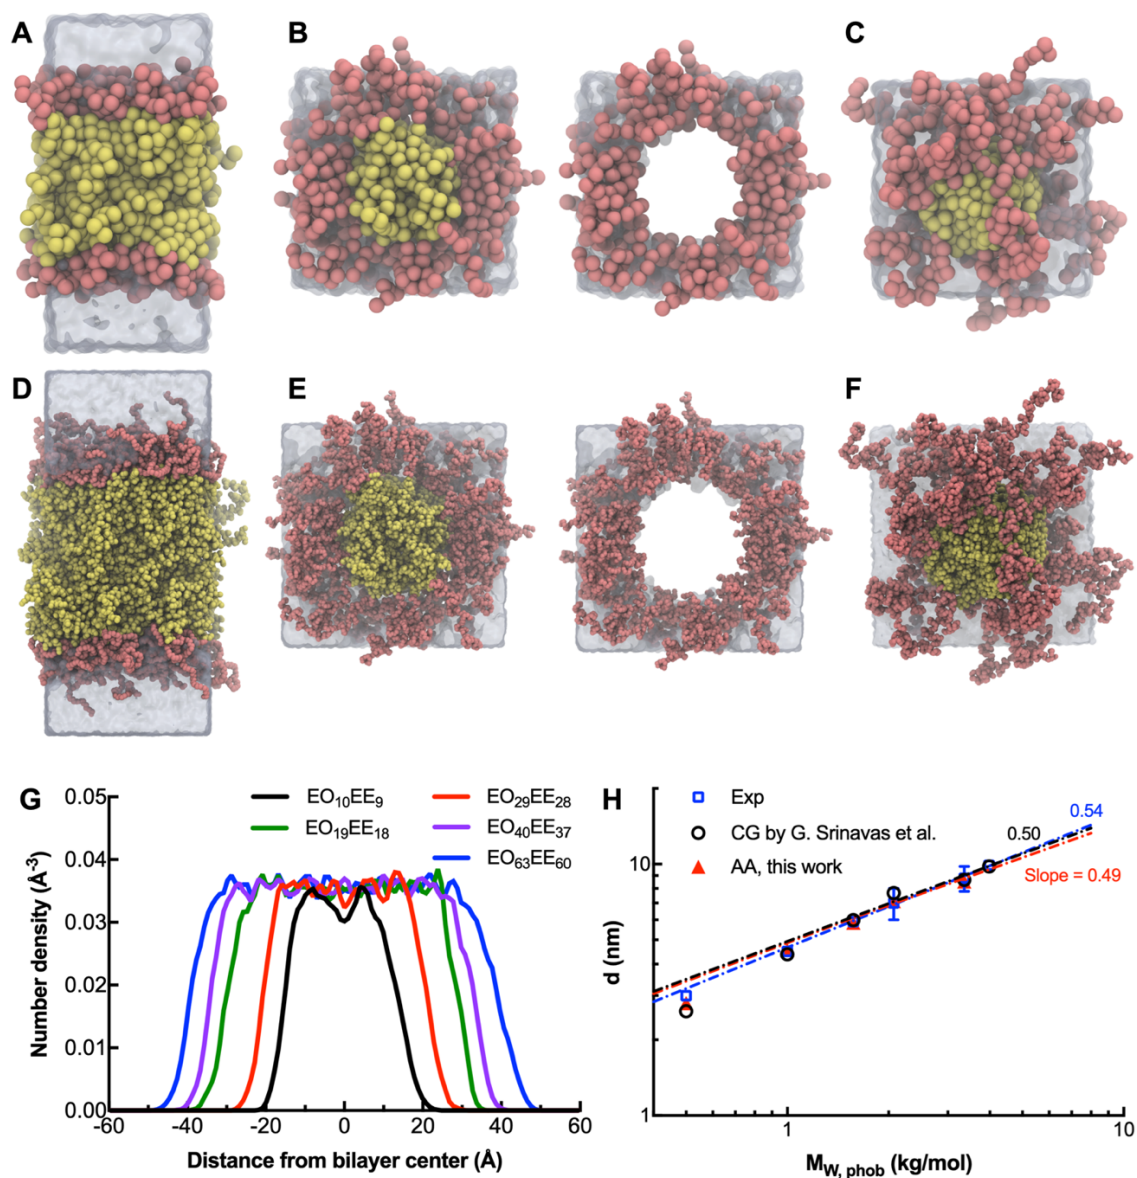 A
B
C
D
E
F
G
EO10EE9
EO19EE18
EO29EE28
EO40EE37
EO63EE60
Number density (Å-3)
0.05
0.04
0.03
0.02
0.01
0.00
-60
-40
-20
0
20
40
60
Distance from bilayer center (Å)
H
Exp
CG by G. Srinavas et al.
AA, this work
0.54
0.50
Slope = 0.49
d (nm)
10
1
1
10
MW, phob (kg/mol)